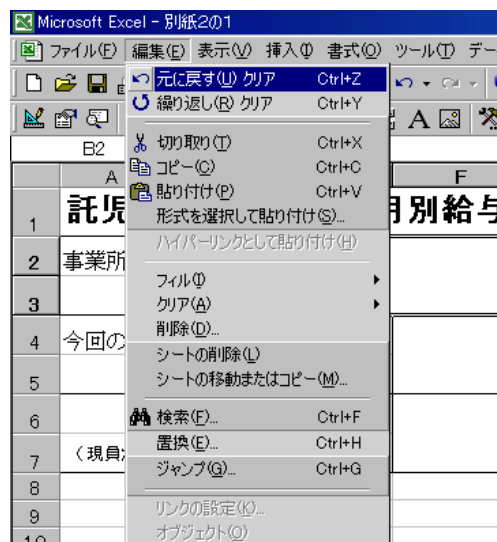 Microsoft Excel - 別紙2の1
ファイル(F) 編集(E) 表示(V) 挿入(I) 書式(O) ツール(T) デー
B2
元に戻す(U) クリア Ctrl+Z
繰り返し(R) クリア Ctrl+Y
切り取り(T) Ctrl+X
コピー(C) Ctrl+C
貼り付け(P) Ctrl+V
形式を選択して貼り付け(S)...
ハイパーリンクとして貼り付け(H)
フィル(I)
クリア(A)
削除(D)...
シートの削除(L)
シートの移動またはコピー(M)...
検索(F)... Ctrl+F
置換(E)... Ctrl+H
ジャンプ(G)... Ctrl+G
リンクの設定(K)...
オブジェクト(O)
A F
1 託児 月別給与
2 事業所
3
4 今回の
5
6
7 (現員
8
9
10